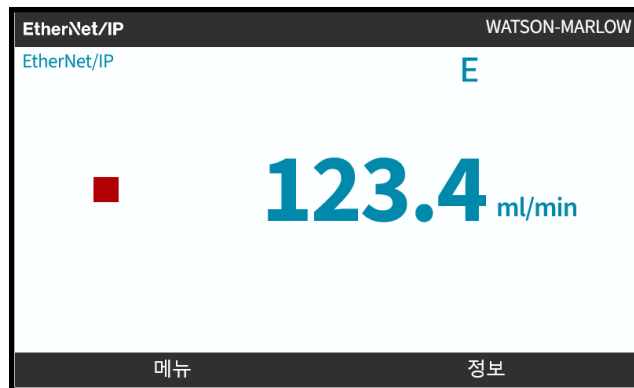 EtherNet/IP WATSON-MARLOW
EtherNet/IP E
123.4 ml/min
메뉴 정보